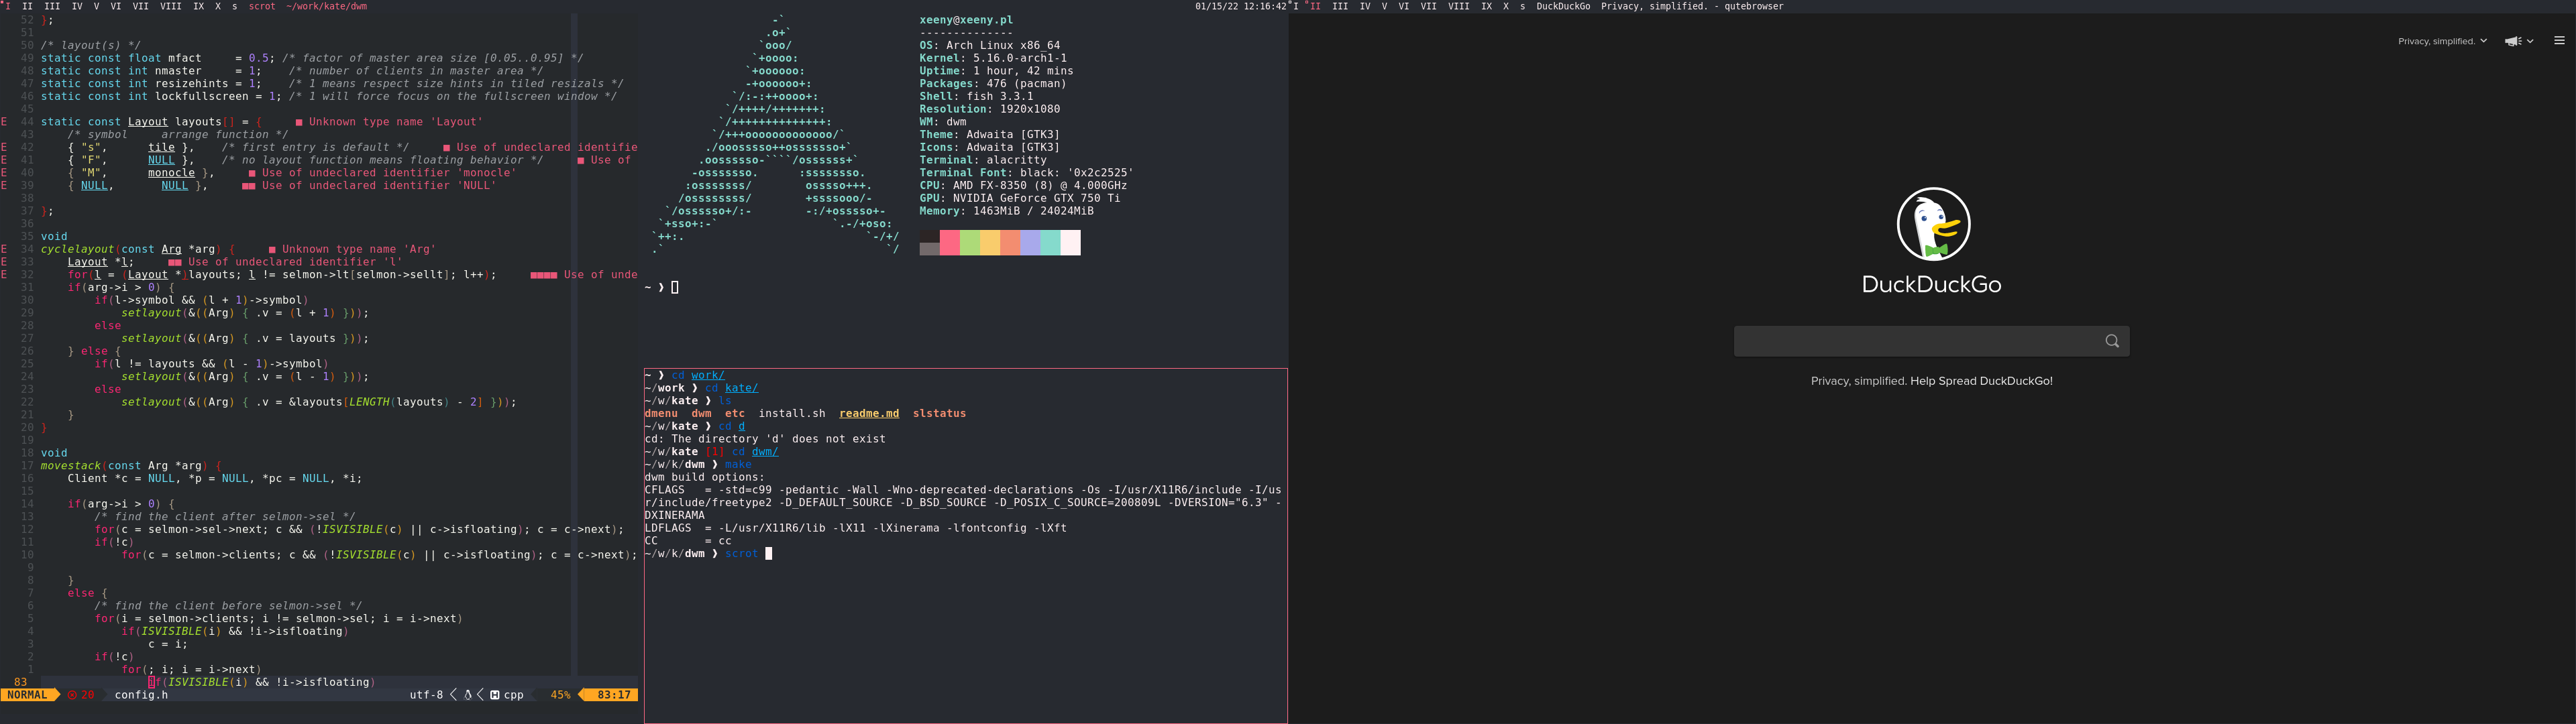 I II III IV V VI VII VIII IX X s scrot ~/work/kate/dwm
52 };
51
50 /* layout(s) */
49 static const float mfact     = 0.5; /* factor of master area size [0.05..0.95] */
48 static const int nmaster     = 1;    /* number of clients in master area */
47 static const int resizehints = 1;    /* 1 means respect size hints in tiled resizals */
46 static const int lockfullscreen = 1; /* 1 will force focus on the fullscreen window */
45
E 44 static const Layout layouts[] = {     ■ Unknown type name 'Layout'
43     /* symbol     arrange function */
E 42     { "s",      tile },    /* first entry is default */     ■ Use of undeclared identifie
E 41     { "F",      NULL },    /* no layout function means floating behavior */     ■ Use of
E 40     { "M",      monocle },     ■ Use of undeclared identifier 'monocle'
E 39     { NULL,       NULL },     ■■ Use of undeclared identifier 'NULL'
38
37 };
36
35 void
E 34 cyclelayout(const Arg *arg) {     ■ Unknown type name 'Arg'
E 33     Layout *l;     ■■ Use of undeclared identifier 'l'
E 32     for(l = (Layout *)layouts; l != selmon->lt[selmon->sellt]; l++);     ■■■■ Use of unde
31     if(arg->i > 0) {
30         if(l->symbol && (l + 1)->symbol)
29             setlayout(&((Arg) { .v = (l + 1) }));
28         else
27             setlayout(&((Arg) { .v = layouts }));
26     } else {
25         if(l != layouts && (l - 1)->symbol)
24             setlayout(&((Arg) { .v = (l - 1) }));
23         else
22             setlayout(&((Arg) { .v = &layouts[LENGTH(layouts) - 2] }));
21     }
20 }
19
18 void
17 movestack(const Arg *arg) {
16     Client *c = NULL, *p = NULL, *pc = NULL, *i;
15
14     if(arg->i > 0) {
13         /* find the client after selmon->sel */
12         for(c = selmon->sel->next; c && (!ISVISIBLE(c) || c->isfloating); c = c->next);
11         if(!c)
10             for(c = selmon->clients; c && (!ISVISIBLE(c) || c->isfloating); c = c->next);
9
8     }
7     else {
6         /* find the client before selmon->sel */
5         for(i = selmon->clients; i != selmon->sel; i = i->next)
4             if(ISVISIBLE(i) && !i->isfloating)
3                 c = i;
2         if(!c)
1             for(; i; i = i->next)
83                 if(ISVISIBLE(i) && !i->isfloating)
NORMAL 20 config.h utf-8 cpp 45% 83:17
01/15/22 12:16:42
-`
.o+`
`ooo/
`+oooo:
`+oooooo:
-+oooooo+:
`/:-:++oooo+:
`/++++/+++++++:
`/++++++++++++++:
`/+++ooooooooooooo/`
./ooosssso++osssssso+`
.oossssso-````/ossssss+`
-osssssso.      :ssssssso.
:osssssss/        osssso+++.
/ossssssss/        +ssssooo/-
`/ossssso+/:-        -:/+osssso+-
`+sso+:-`                 `.-/+oso:
`++:.                           `-/+/
.`                                 `/
xeeny@xeeny.pl
--------------
OS: Arch Linux x86_64
Kernel: 5.16.0-arch1-1
Uptime: 1 hour, 42 mins
Packages: 476 (pacman)
Shell: fish 3.3.1
Resolution: 1920x1080
WM: dwm
Theme: Adwaita [GTK3]
Icons: Adwaita [GTK3]
Terminal: alacritty
Terminal Font: black: '0x2c2525'
CPU: AMD FX-8350 (8) @ 4.000GHz
GPU: NVIDIA GeForce GTX 750 Ti
Memory: 1463MiB / 24024MiB
~ ❱
~ ❱ cd work/
~/work ❱ cd kate/
~/w/kate ❱ ls
dmenu  dwm  etc  install.sh  readme.md  slstatus
~/w/kate ❱ cd d
cd: The directory 'd' does not exist
~/w/kate [1] cd dwm/
~/w/k/dwm ❱ make
dwm build options:
CFLAGS   = -std=c99 -pedantic -Wall -Wno-deprecated-declarations -Os -I/usr/X11R6/include -I/us
r/include/freetype2 -D_DEFAULT_SOURCE -D_BSD_SOURCE -D_POSIX_C_SOURCE=200809L -DVERSION="6.3" -
DXINERAMA
LDFLAGS  = -L/usr/X11R6/lib -lX11 -lXinerama -lfontconfig -lXft
CC       = cc
~/w/k/dwm ❱ scrot
I II III IV V VI VII VIII IX X s DuckDuckGo Privacy, simplified. - qutebrowser
Privacy, simplified.
DuckDuckGo
Privacy, simplified. Help Spread DuckDuckGo!